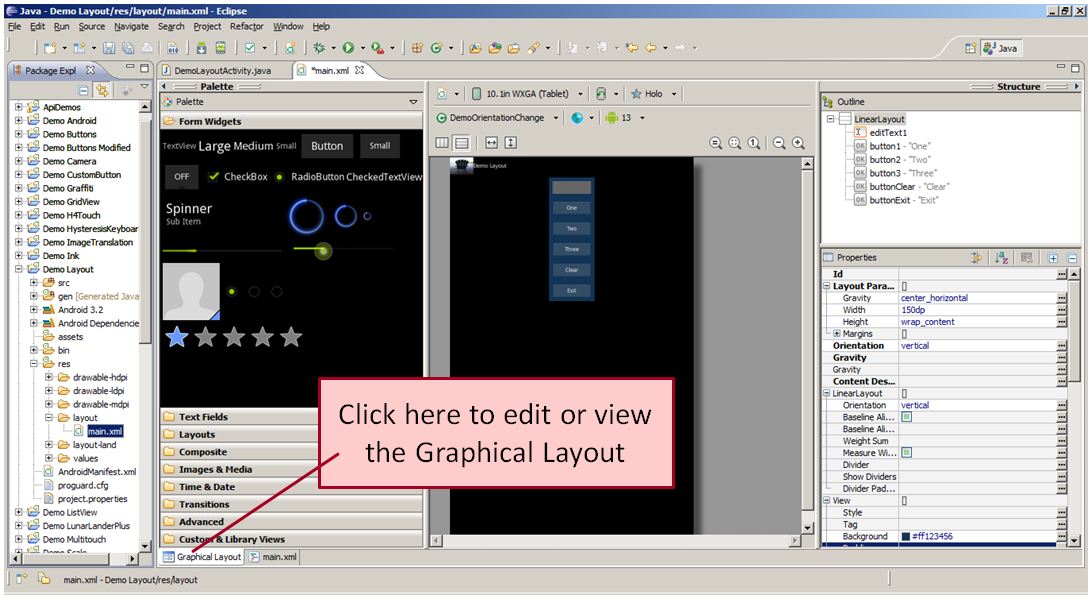 Java - Demo Layout/res/layout/main.xml - Eclipse
File Edit Run Source Navigate Search Project Refactor Window Help
Java
Package Expl
ApiDemos
Demo Android
Demo Buttons
Demo Buttons Modified
Demo Camera
Demo CustomButton
Demo Graffiti
Demo GridView
Demo H4Touch
Demo HysteresisKeyboar
Demo ImageTranslation
Demo Ink
Demo Layout
src
gen [Generated Java
Android 3.2
Android Dependencie
assets
bin
res
drawable-hdpi
drawable-ldpi
drawable-mdpi
layout
main.xml
layout-land
values
AndroidManifest.xml
proguard.cfg
project.properties
Demo ListView
Demo LunarLanderPlus
Demo Multitouch
Demo Scale
DemoLayoutActivity.java
*main.xml
Palette
Palette
Form Widgets
TextView Large Medium Small Button Small
OFF CheckBox RadioButton CheckedTextView
Spinner
Sub Item
Text Fields
Layouts
Composite
Images & Media
Time & Date
Transitions
Advanced
Custom & Library Views
Graphical Layout main.xml
10.1in WXGA (Tablet) Holo
DemoOrientationChange 13
Demo Layout
One
Two
Three
Clear
Exit
Click here to edit or view
the Graphical Layout
Structure
Outline
LinearLayout
editText1
button1 - "One"
button2 - "Two"
button3 - "Three"
buttonClear - "Clear"
buttonExit - "Exit"
Properties
Id
Layout Para... []
Gravity center_horizontal
Width 150dp
Height wrap_content
Margins []
Orientation vertical
Gravity
Gravity
Content Des...
LinearLayout []
Orientation vertical
Baseline Ali...
Baseline Ali...
Weight Sum
Measure Wi...
Divider
Show Dividers
Divider Pad...
View []
Style
Tag
Background #ff123456
main.xml - Demo Layout/res/layout